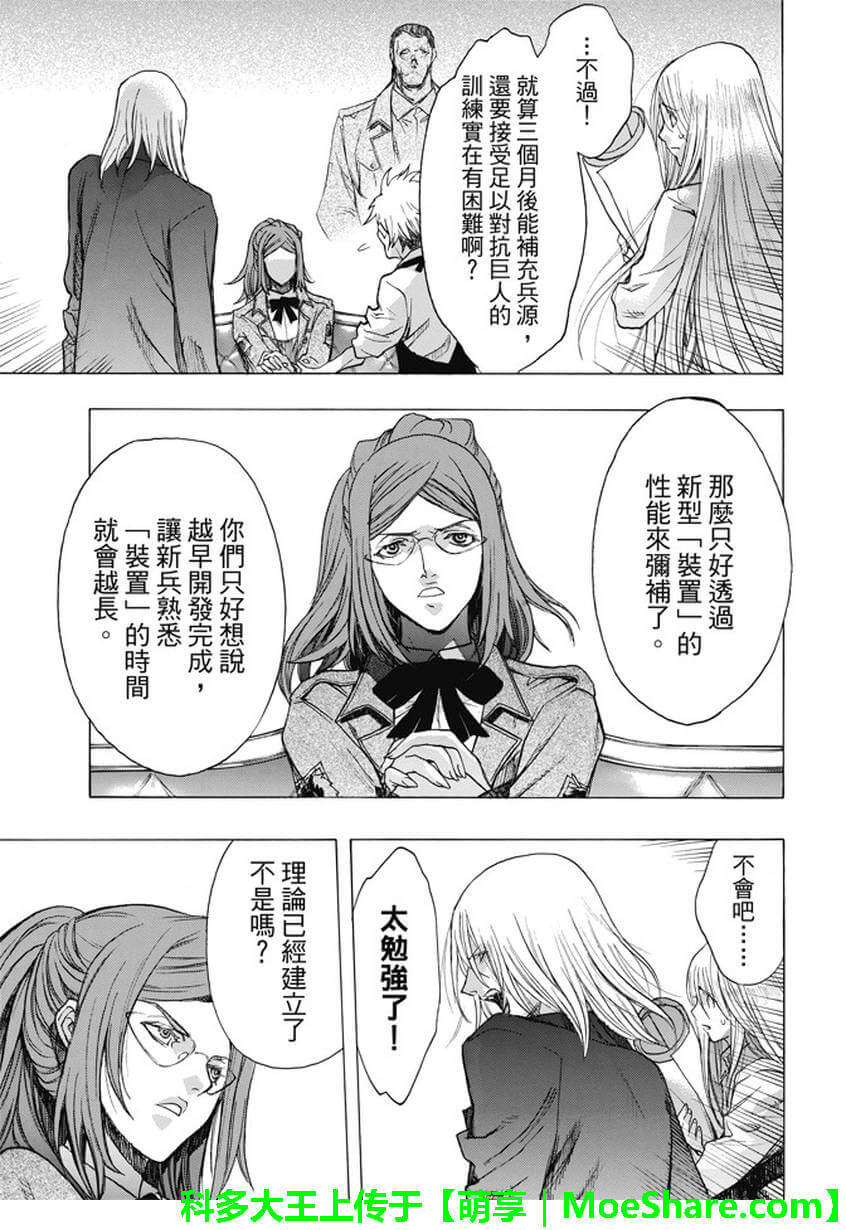 …不過！
就算三個月後能補充兵源，
還要接受足以對抗巨人的
訓練實在有困難啊？
那麼只好透過
新型「裝置」的
性能來彌補了。
你們只好想說
越早開發完成，
讓新兵熟悉
「裝置」的時間
就會越長。
不會吧……
太勉強了！
理論已經建立了
不是嗎？
科多大王上传于【萌享｜MoeShare.com】